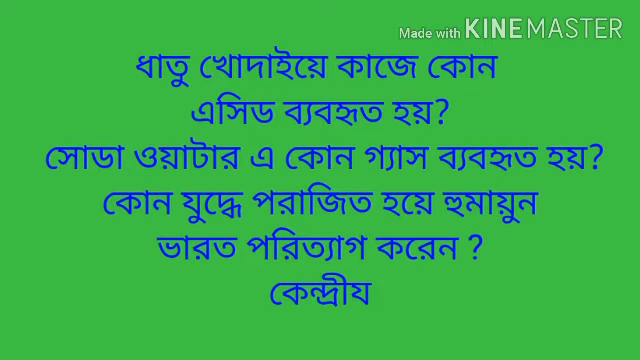 Made with KINEMASTER
ধাতু খোদাইয়ে কাজে কোন
এসিড ব্যবহৃত হয়?
সোডা ওয়াটার এ কোন গ্যাস ব্যবহৃত হয়?
কোন যুদ্ধে পরাজিত হয়ে হুমায়ুন
ভারত পরিত্যাগ করেন ?
কেন্দ্রীয